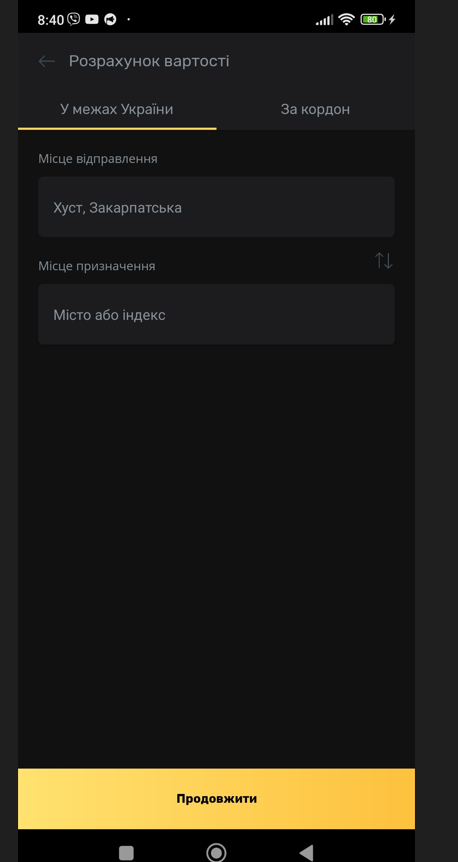 8:40
80
Розрахунок вартості
У межах України
За кордон
Місце відправлення
Хуст, Закарпатська
Місце призначення
Місто або індекс
Продовжити